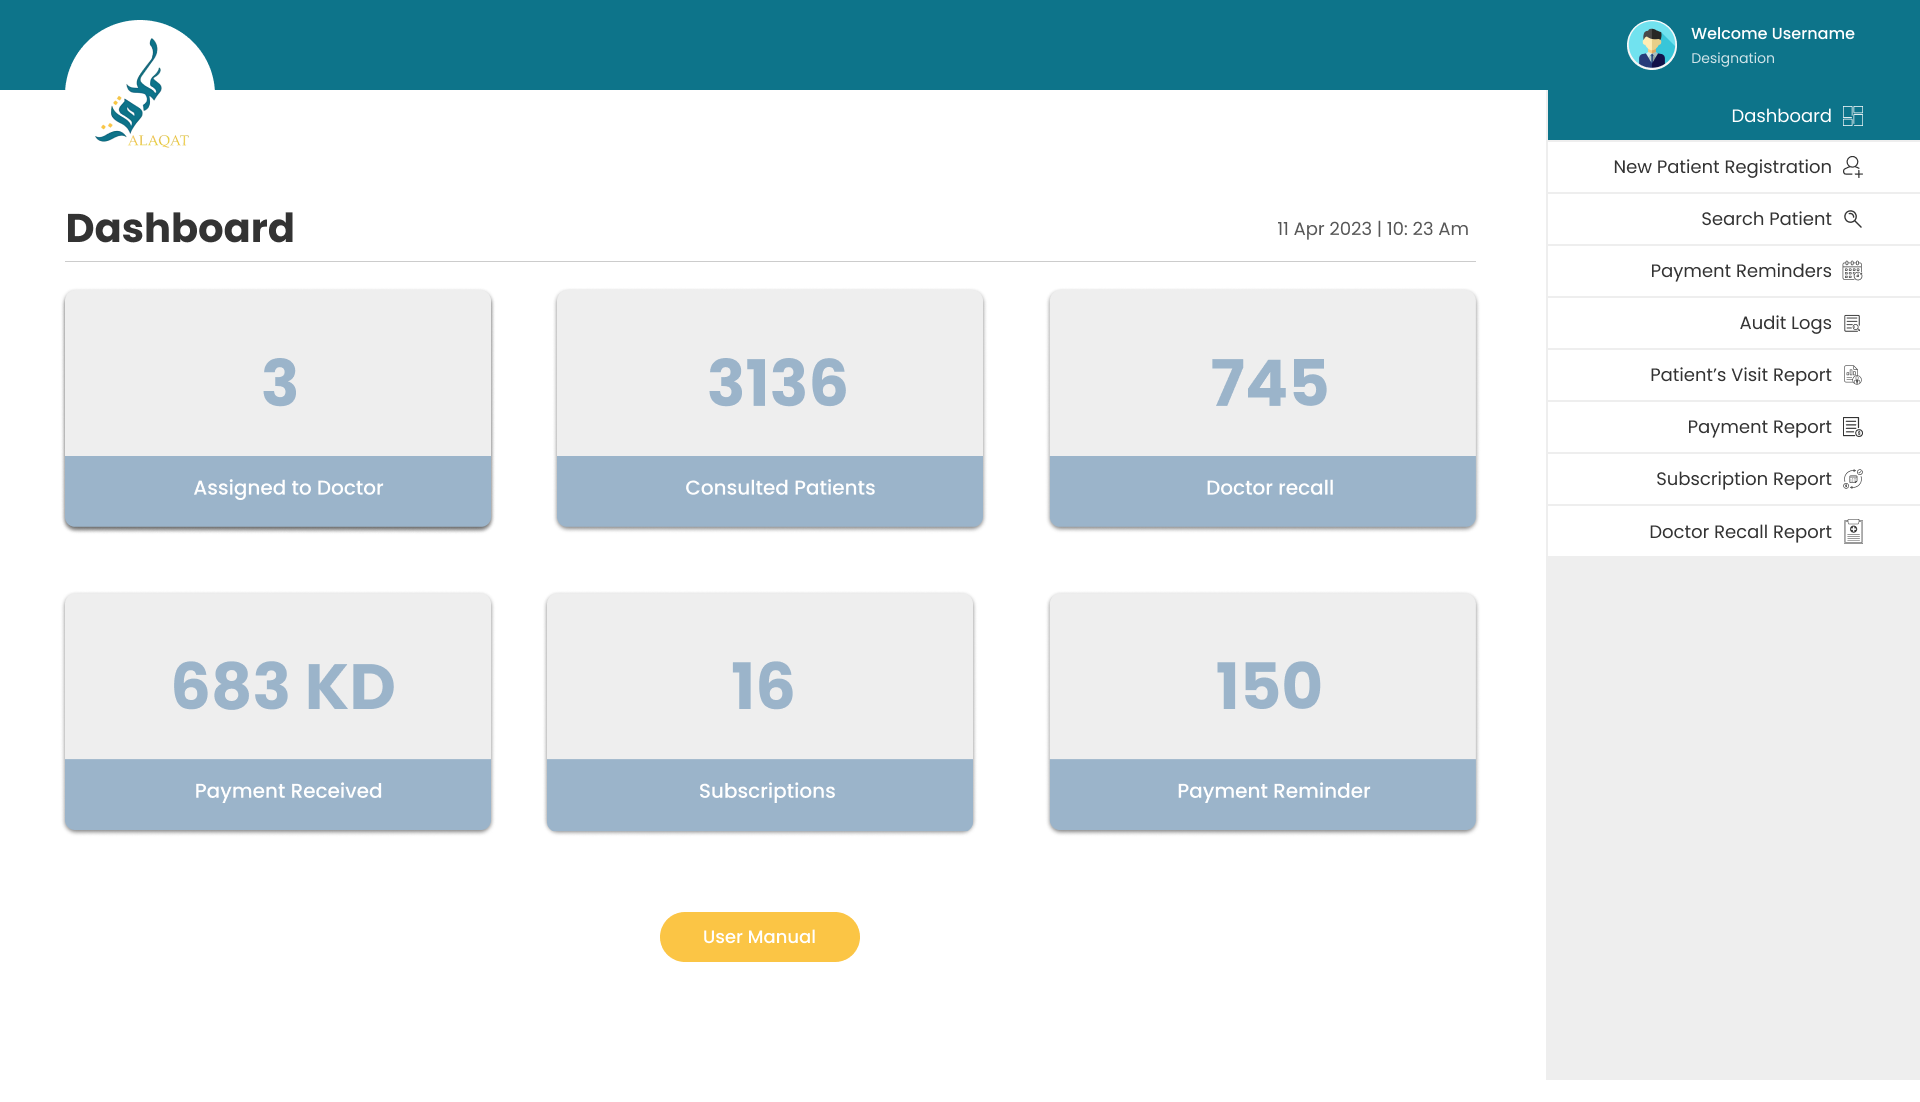 ALAQAT
Welcome Username
Designation
Dashboard
New Patient Registration
Search Patient
Payment Reminders
Audit Logs
Patient’s Visit Report
Payment Report
Subscription Report
Doctor Recall Report
Dashboard
11 Apr 2023 | 10: 23 Am
3
Assigned to Doctor
3136
Consulted Patients
745
Doctor recall
683 KD
Payment Received
16
Subscriptions
150
Payment Reminder
User Manual